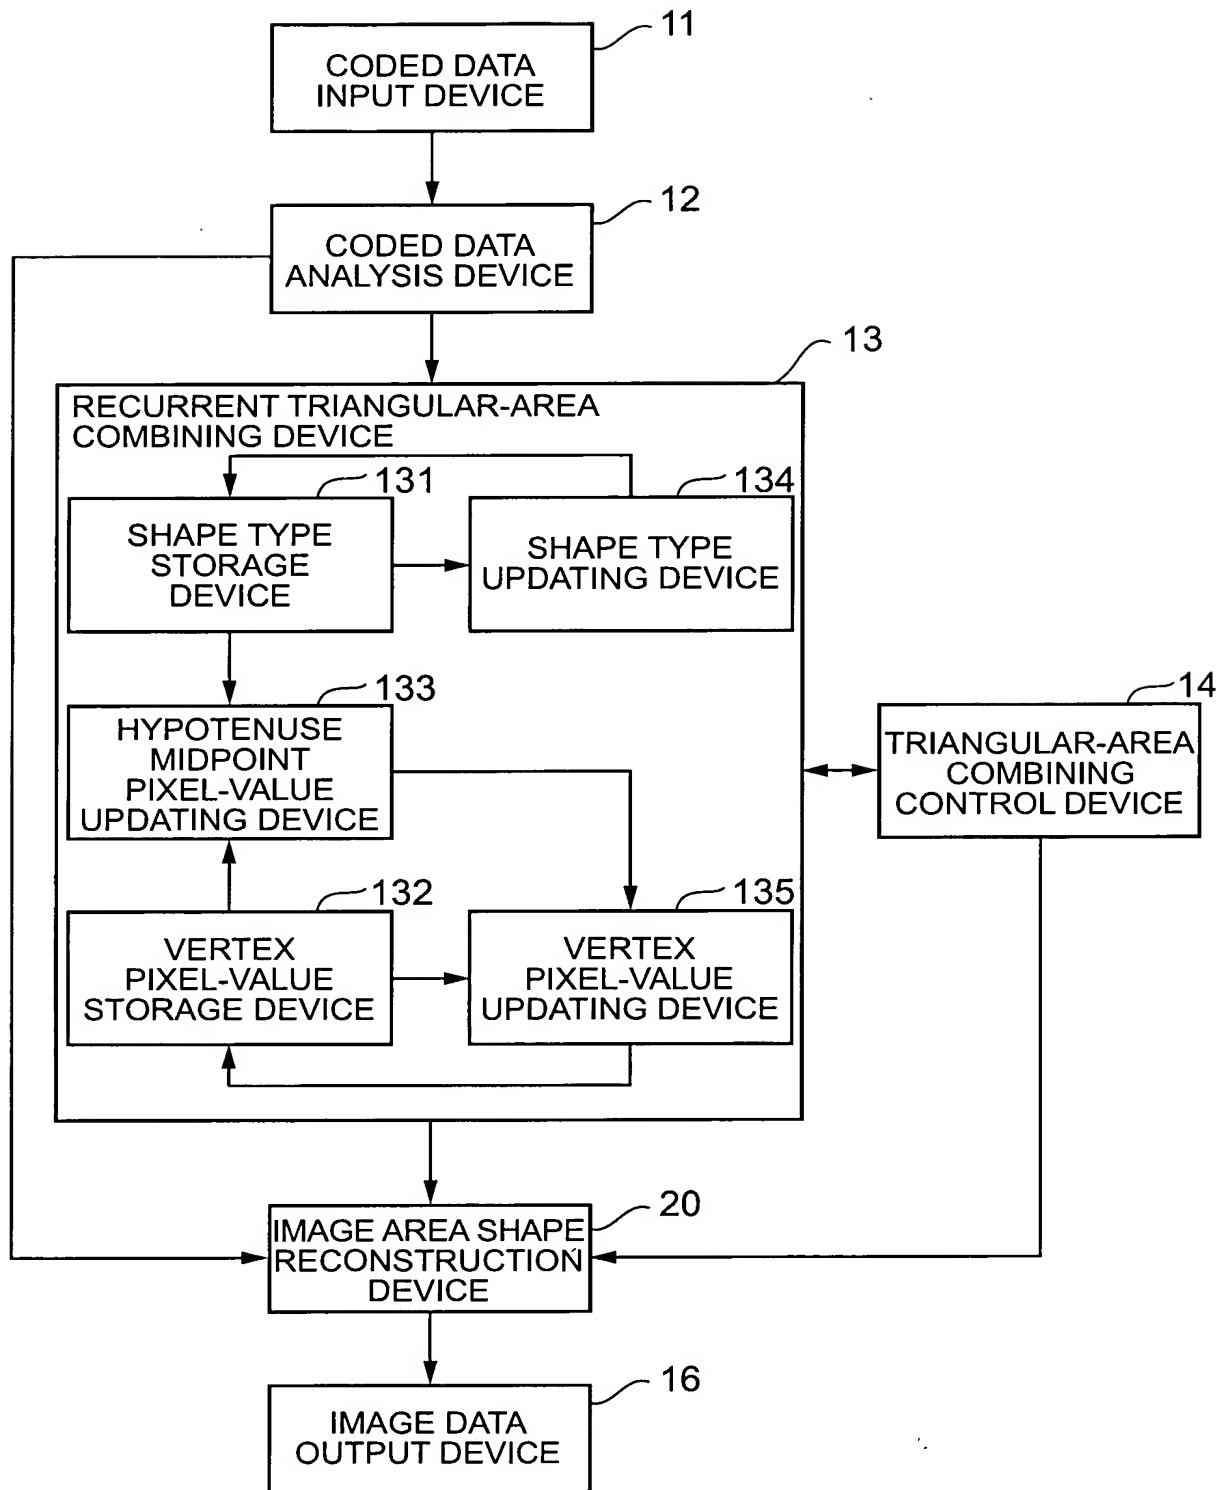 11
CODED DATA
INPUT DEVICE
12
CODED DATA
ANALYSIS DEVICE
13
RECURRENT TRIANGULAR-AREA
COMBINING DEVICE
131
SHAPE TYPE
STORAGE
DEVICE
134
SHAPE TYPE
UPDATING DEVICE
133
HYPOTENUSE
MIDPOINT
PIXEL-VALUE
UPDATING DEVICE
14
TRIANGULAR-AREA
COMBINING
CONTROL DEVICE
132
VERTEX
PIXEL-VALUE
STORAGE DEVICE
135
VERTEX
PIXEL-VALUE
UPDATING DEVICE
20
IMAGE AREA SHAPE
RECONSTRUCTION
DEVICE
16
IMAGE DATA
OUTPUT DEVICE